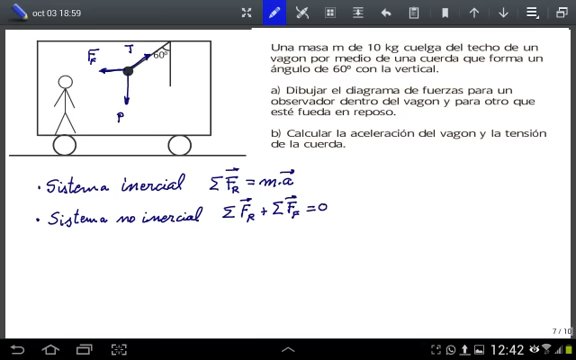 oct 03 18:59
F_F
T
60º
P
Una masa m de 10 kg cuelga del techo de un
vagon por medio de una cuerda que forma un
ángulo de 60º con la vertical.
a) Dibujar el diagrama de fuerzas para un
observador dentro del vagon y para otro que
esté fueda en reposo.
b) Calcular la aceleración del vagon y la tensión
de la cuerda.
· Sistema inercial Σ F_R = m·a
· Sistema no inercial Σ F_R + Σ F_F = 0
7 / 10
12:42